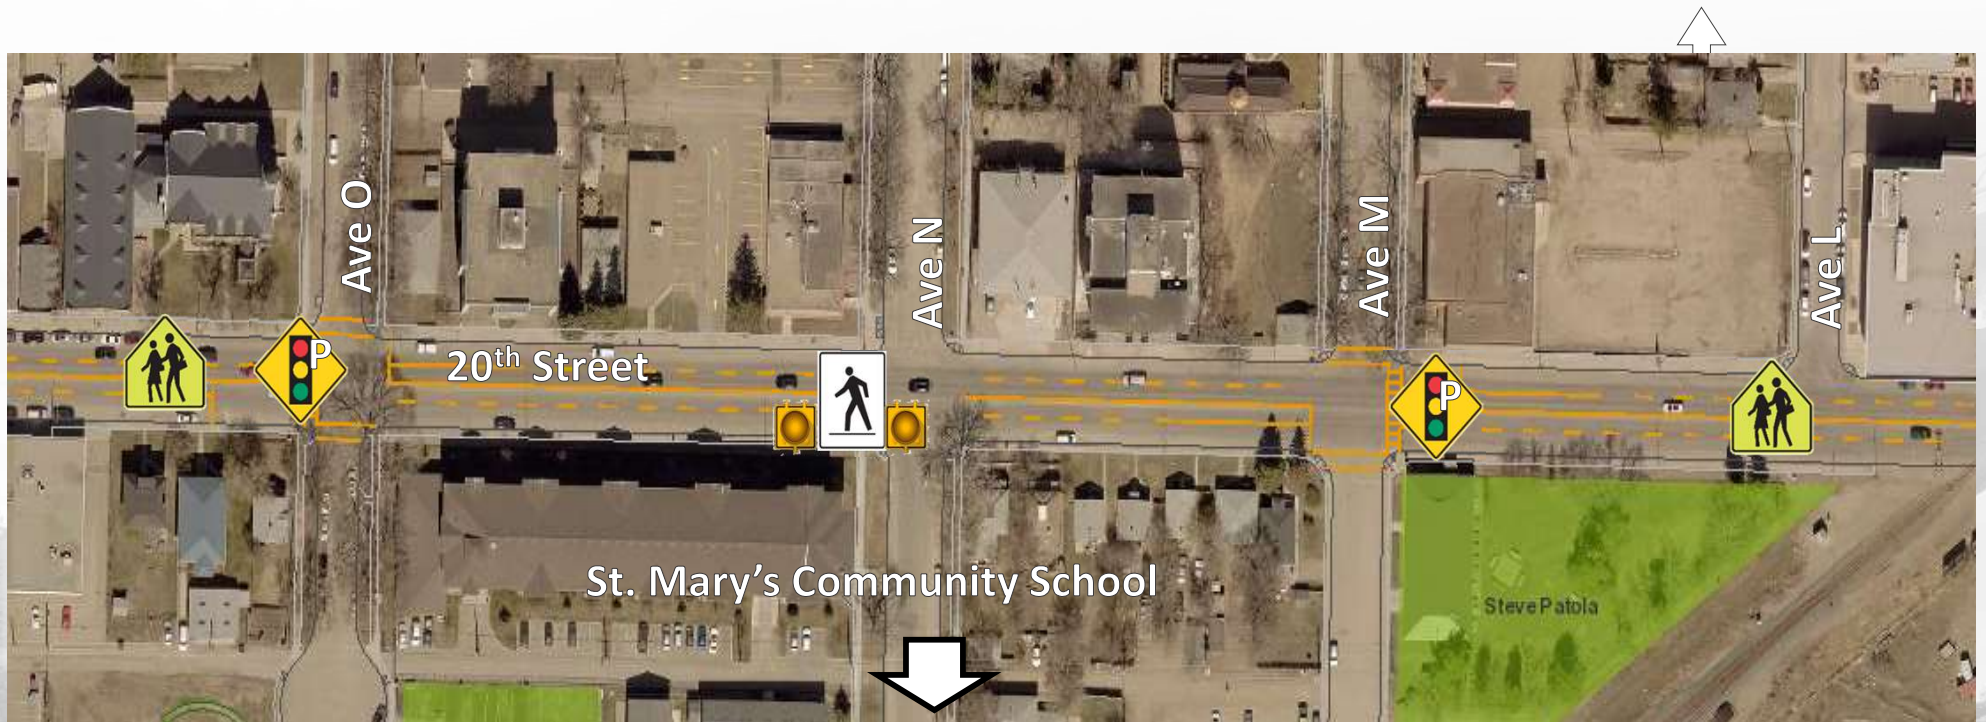 Ave O
Ave N
Ave M
Ave L
P
20th Street
P
St. Mary's Community School
Steve Patola